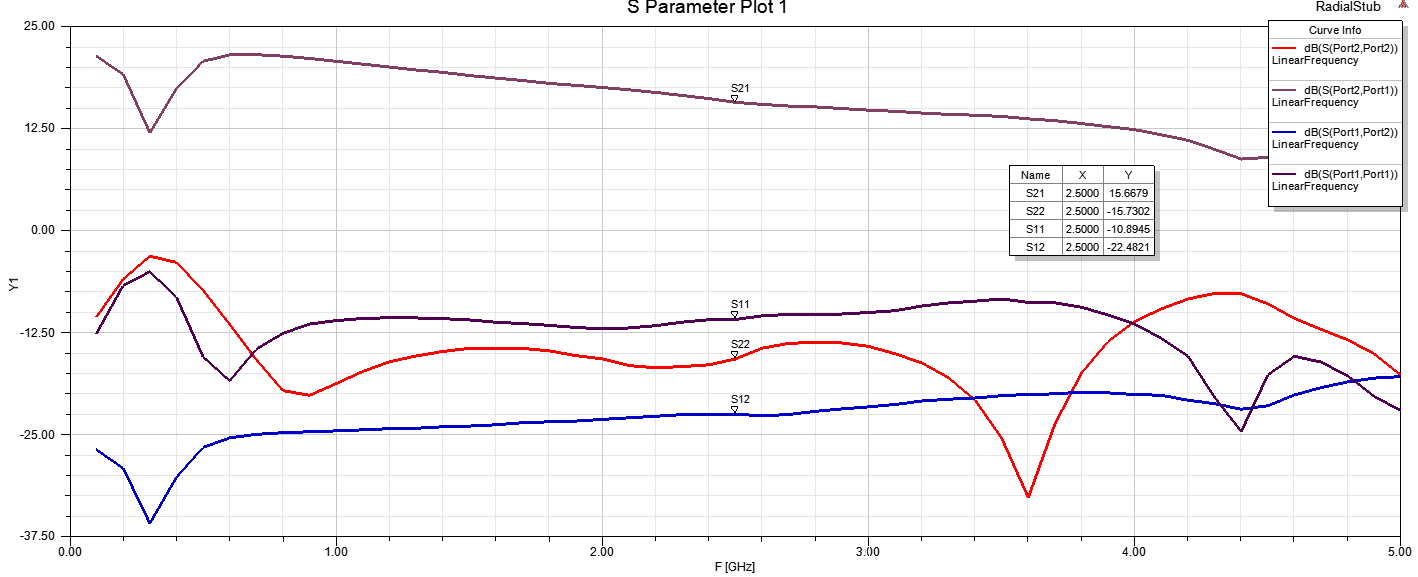 S Parameter Plot 1
RadialStub
Curve Info
dB(S(Port2,Port2))
LinearFrequency
dB(S(Port2,Port1))
LinearFrequency
dB(S(Port1,Port2))
LinearFrequency
dB(S(Port1,Port1))
LinearFrequency
25.00
12.50
0.00
-12.50
-25.00
-37.50
Y1
S21
S11
S22
S12
Name X Y
S21 2.5000 15.6679
S22 2.5000 -15.7302
S11 2.5000 -10.8945
S12 2.5000 -22.4821
0.00 1.00 2.00 3.00 4.00 5.00
F [GHz]